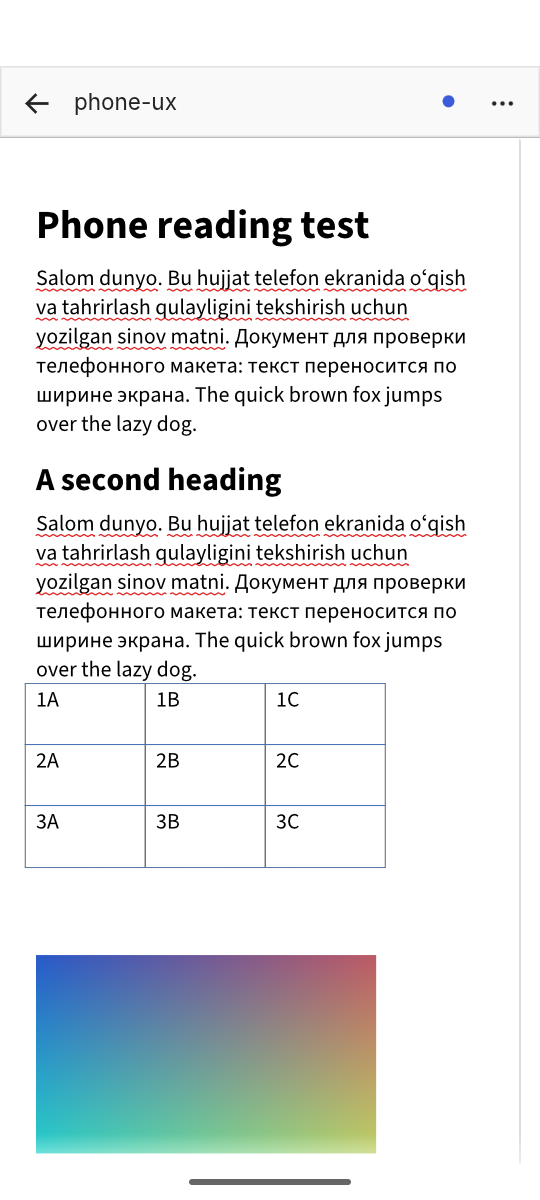 phone-ux
Phone reading test
Salom dunyo. Bu hujjat telefon ekranida o‘qish
va tahrirlash qulayligini tekshirish uchun
yozilgan sinov matni. Документ для проверки
телефонного макета: текст переносится по
ширине экрана. The quick brown fox jumps
over the lazy dog.
A second heading
Salom dunyo. Bu hujjat telefon ekranida o‘qish
va tahrirlash qulayligini tekshirish uchun
yozilgan sinov matni. Документ для проверки
телефонного макета: текст переносится по
ширине экрана. The quick brown fox jumps
over the lazy dog.
1A 1B 1C
2A 2B 2C
3A 3B 3C